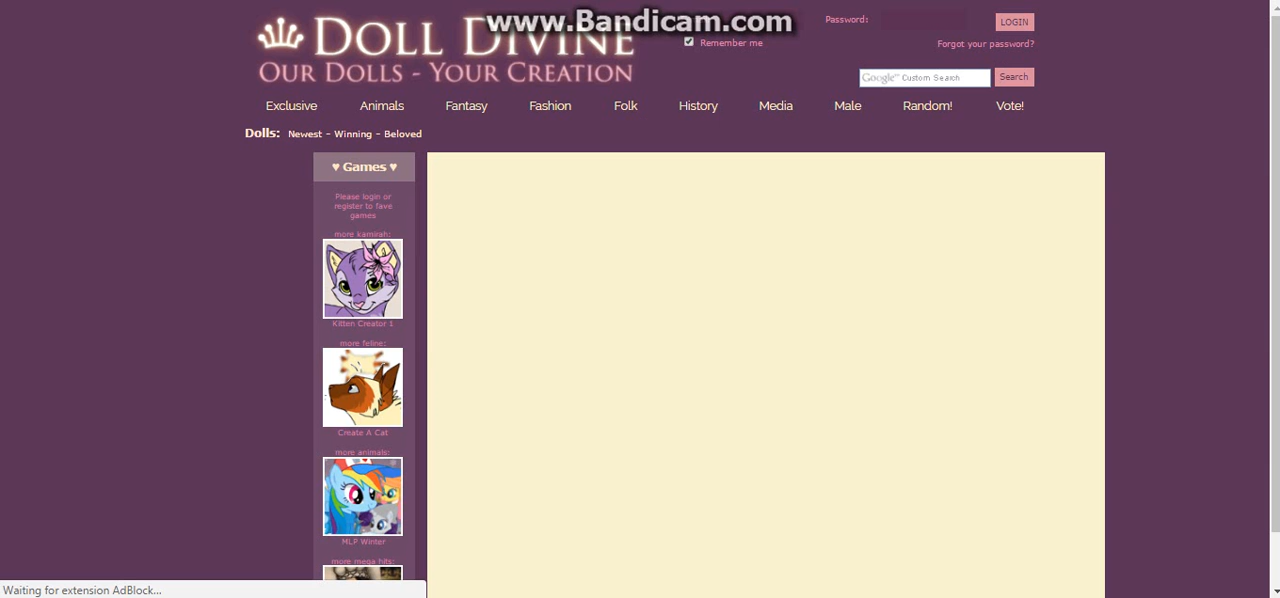 www.Bandicam.com
DOLL DIVINE
OUR DOLLS - YOUR CREATION
Password:
LOGIN
Remember me
Forgot your password?
Google™ Custom Search
Search
Exclusive Animals Fantasy Fashion Folk History Media Male Random! Vote!
Dolls: Newest - Winning - Beloved
♥ Games ♥
Please login or
register to fave
games
more kamirah:
Kitten Creator 1
more feline:
Create A Cat
more animals:
MLP Winter
more mega hits:
Waiting for extension AdBlock...